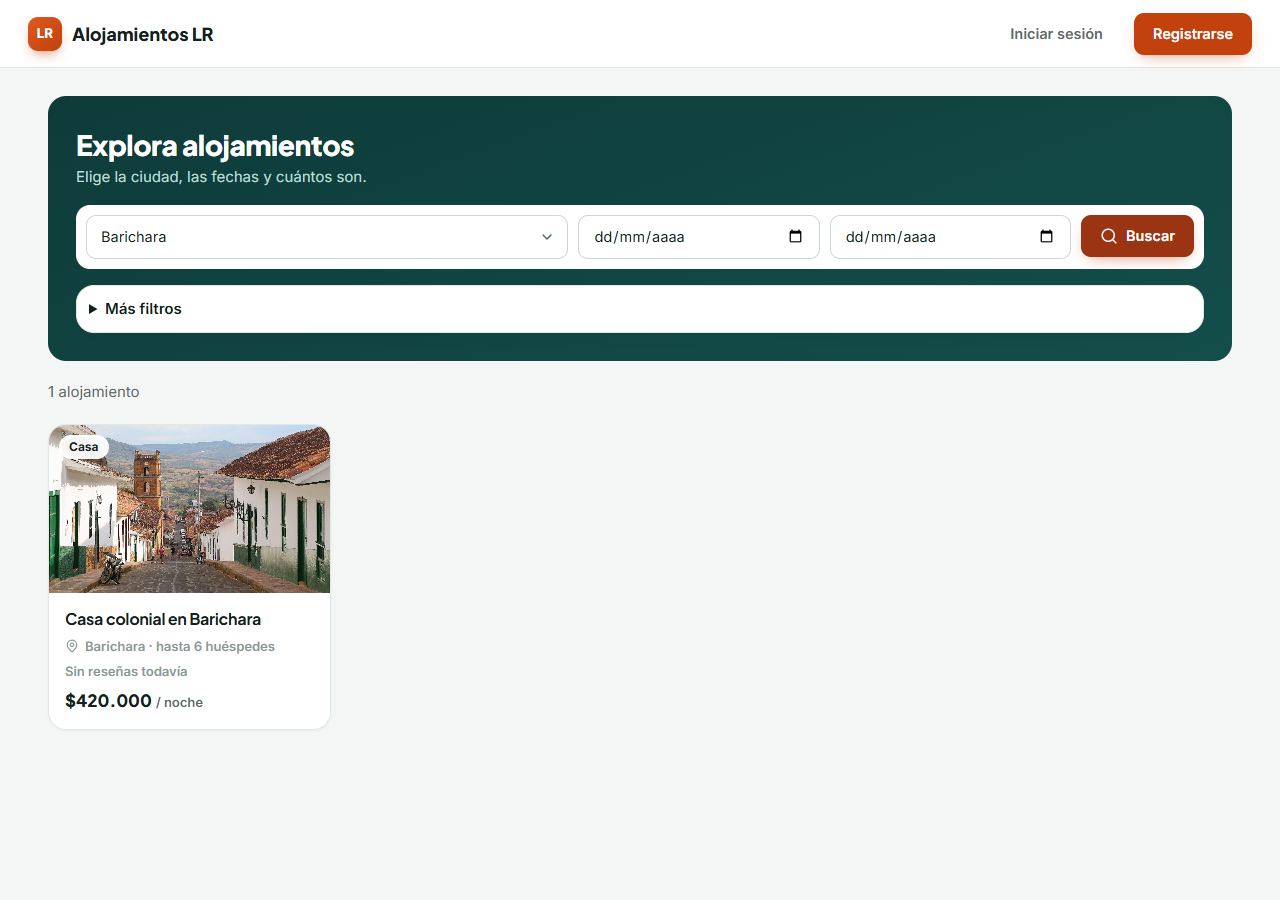 LR
Alojamientos LR
Iniciar sesión
Registrarse
Explora alojamientos
Elige la ciudad, las fechas y cuántos son.
Barichara
dd/mm/aaaa
dd/mm/aaaa
Buscar
Más filtros
1 alojamiento
Casa
Casa colonial en Barichara
Barichara · hasta 6 huéspedes
Sin reseñas todavía
$420.000 / noche